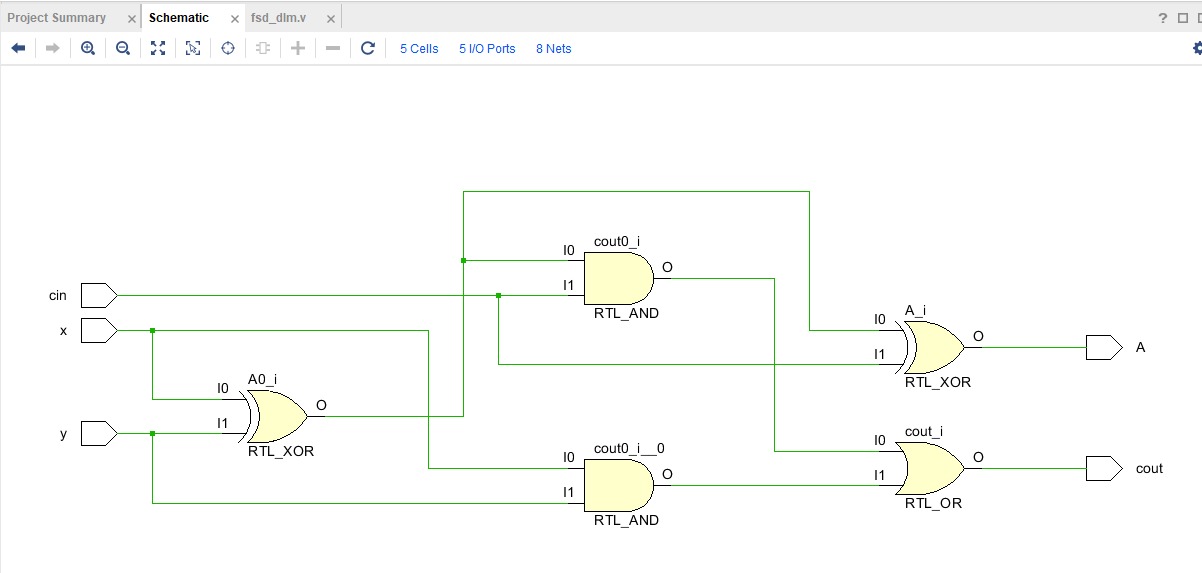 Project Summary × Schematic × fsd_dlm.v × ?
5 Cells 5 I/O Ports 8 Nets
cout0_i
I0
O
I1
RTL_AND
cin
x
A_i
I0
O
I1
A
RTL_XOR
A0_i
I0
O
I1
y
RTL_XOR
cout0_i__0
I0
O
I1
RTL_AND
cout_i
I0
O
I1
cout
RTL_OR